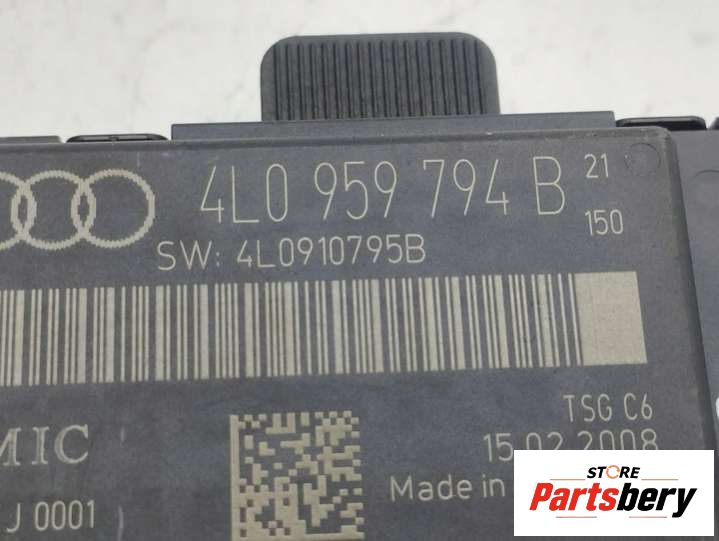 4L0 959 794 B 21
150
SW: 4L0910795B
TSG C6
MIC
15.02.2008
Made in
J 0001
STORE
Partsbery